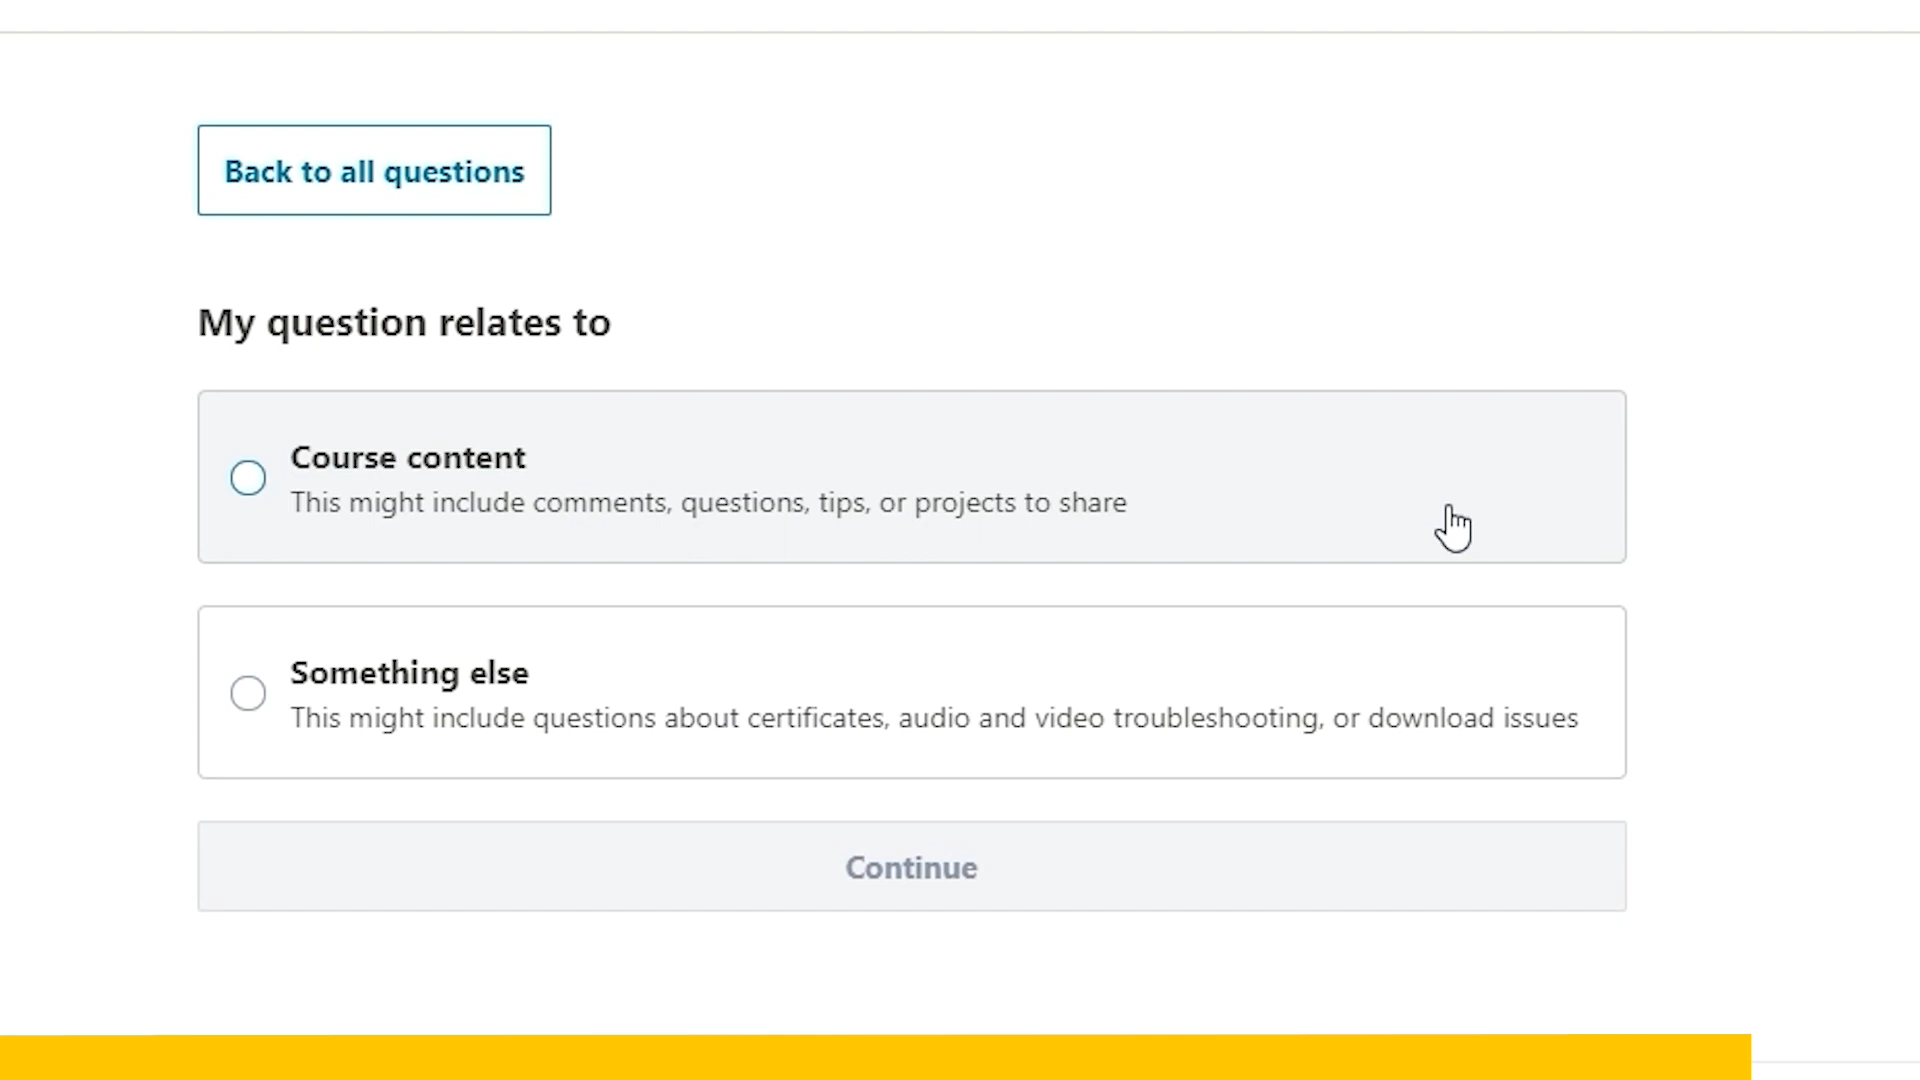 Back to all questions
My question relates to
Course content
This might include comments, questions, tips, or projects to share
Something else
This might include questions about certificates, audio and video troubleshooting, or download issues
Continue